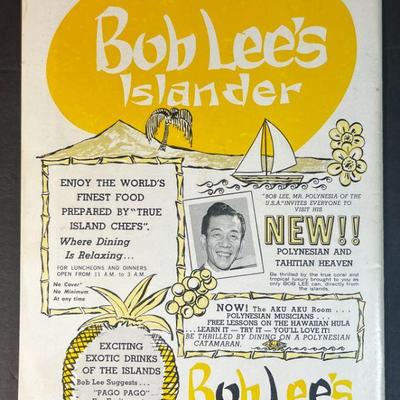 Bob Lee's
Islander
ENJOY THE WORLD'S
FINEST FOOD
PREPARED BY "TRUE
ISLAND CHEFS".
Where Dining
Is Relaxing...
FOR LUNCHEONS AND DINNERS
OPEN FROM 11 A.M. to 3 A.M.
No Cover
No Minimum
At any time
"BOB LEE, MR. POLYNESIA OF THE
U.S.A." INVITES EVERYONE TO
VISIT HIS
NEW!!
POLYNESIAN AND
TAHITIAN HEAVEN
Be thrilled by the true coral and
tropical luxury brought to you as
only BOB LEE can, directly from
the islands.
NOW! The AKU AKU Room...
POLYNESIAN MUSICIANS...
FREE LESSONS ON THE HAWAIIAN HULA
...LEARN IT — TRY IT — YOU'LL LOVE IT!
BE THRILLED BY DINING ON A POLYNESIAN
CATAMARAN.
EXCITING
EXOTIC DRINKS
OF THE ISLANDS
Bob Lee Suggests...
"PAGO PAGO"
Bob Lee's